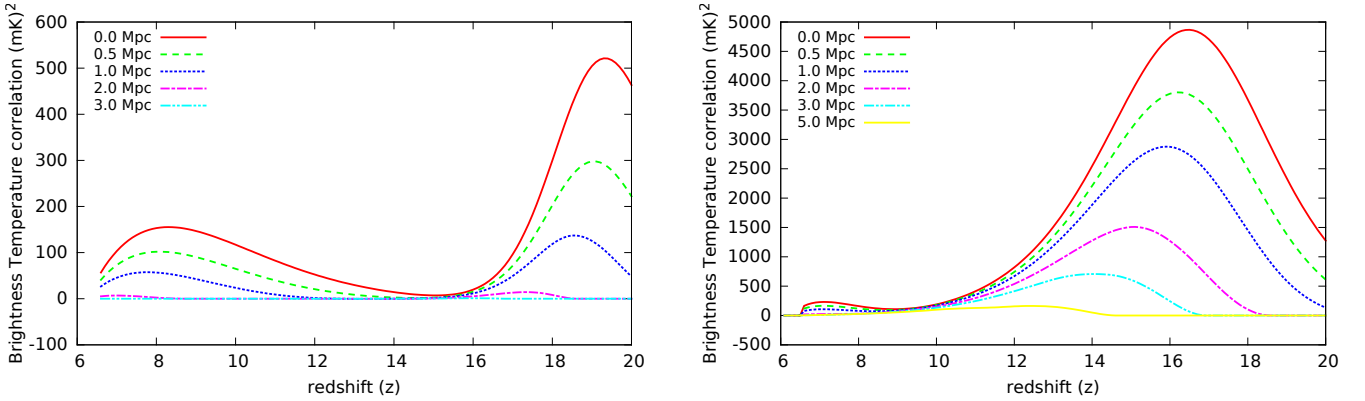 Brightness Temperature correlation (mK)²
600
500
400
300
200
100
0
-100
0.0 Mpc
0.5 Mpc
1.0 Mpc
2.0 Mpc
3.0 Mpc
6 8 10 12 14 16 18 20
redshift (z)
Brightness Temperature correlation (mK)²
5000
4500
4000
3500
3000
2500
2000
1500
1000
500
0
-500
0.0 Mpc
0.5 Mpc
1.0 Mpc
2.0 Mpc
3.0 Mpc
5.0 Mpc
6 8 10 12 14 16 18 20
redshift (z)